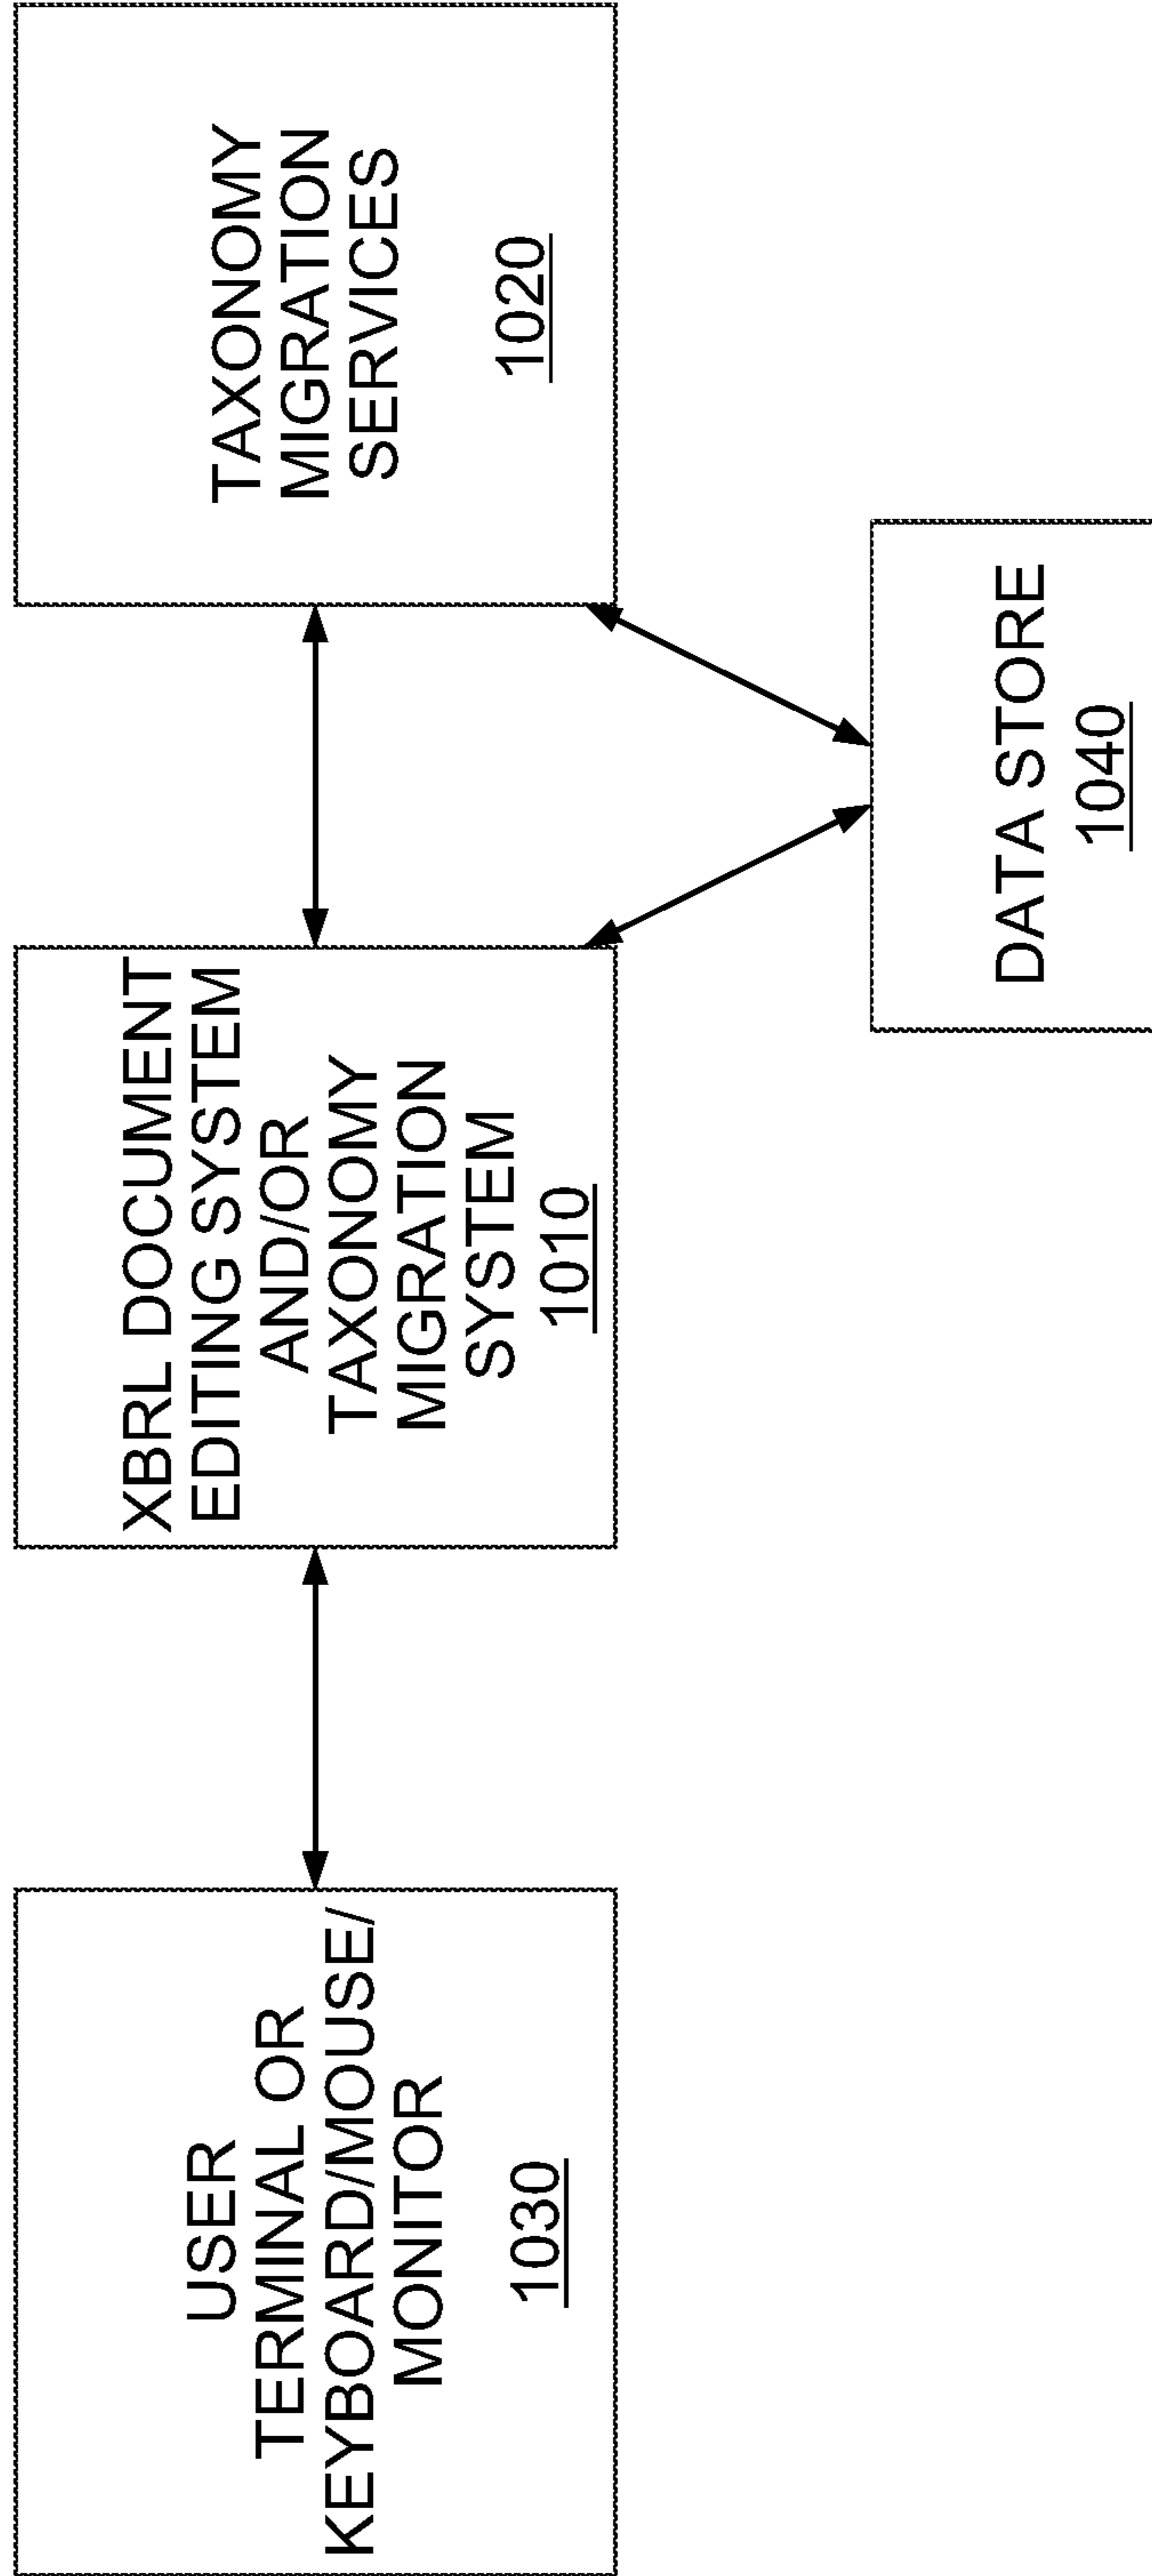 USER
TERMINAL OR
KEYBOARD/MOUSE/
MONITOR
1030
XBRL DOCUMENT
EDITING SYSTEM
AND/OR
TAXONOMY
MIGRATION
SYSTEM
1010
TAXONOMY
MIGRATION
SERVICES
1020
DATA STORE
1040